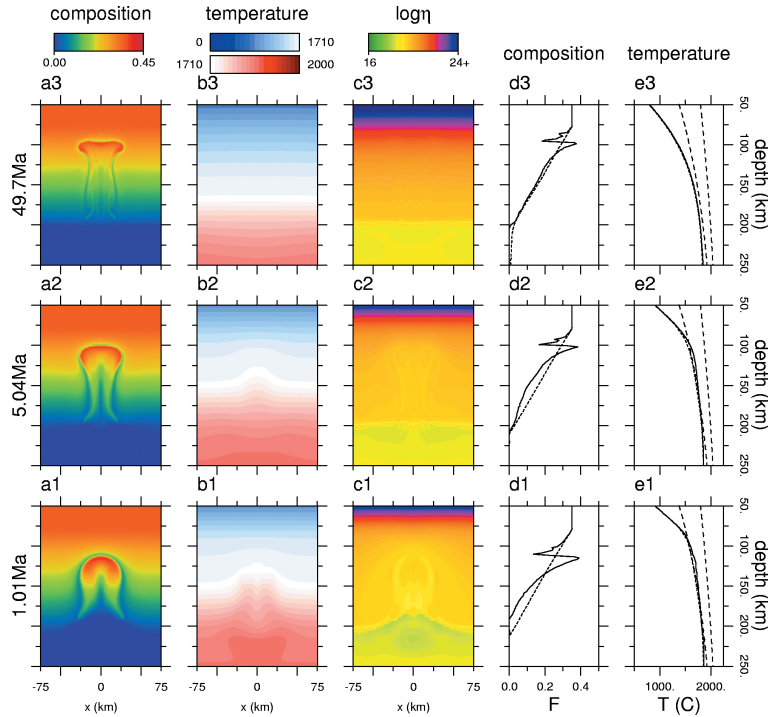 composition temperature logη composition temperature
0.00 0.45 0 1710 16 24+
1710 2000
a3 b3 c3 d3 e3
49.7Ma 50. 100. 150. 200. 250. depth (km)
a2 b2 c2 d2 e2
5.04Ma 50. 100. 150. 200. 250. depth (km)
a1 b1 c1 d1 e1
1.01Ma 50. 100. 150. 200. 250. depth (km)
-75 0 75 -75 0 75 -75 0 75 0.0 0.2 0.4 1000. 2000.
x (km) x (km) x (km) F T (C)